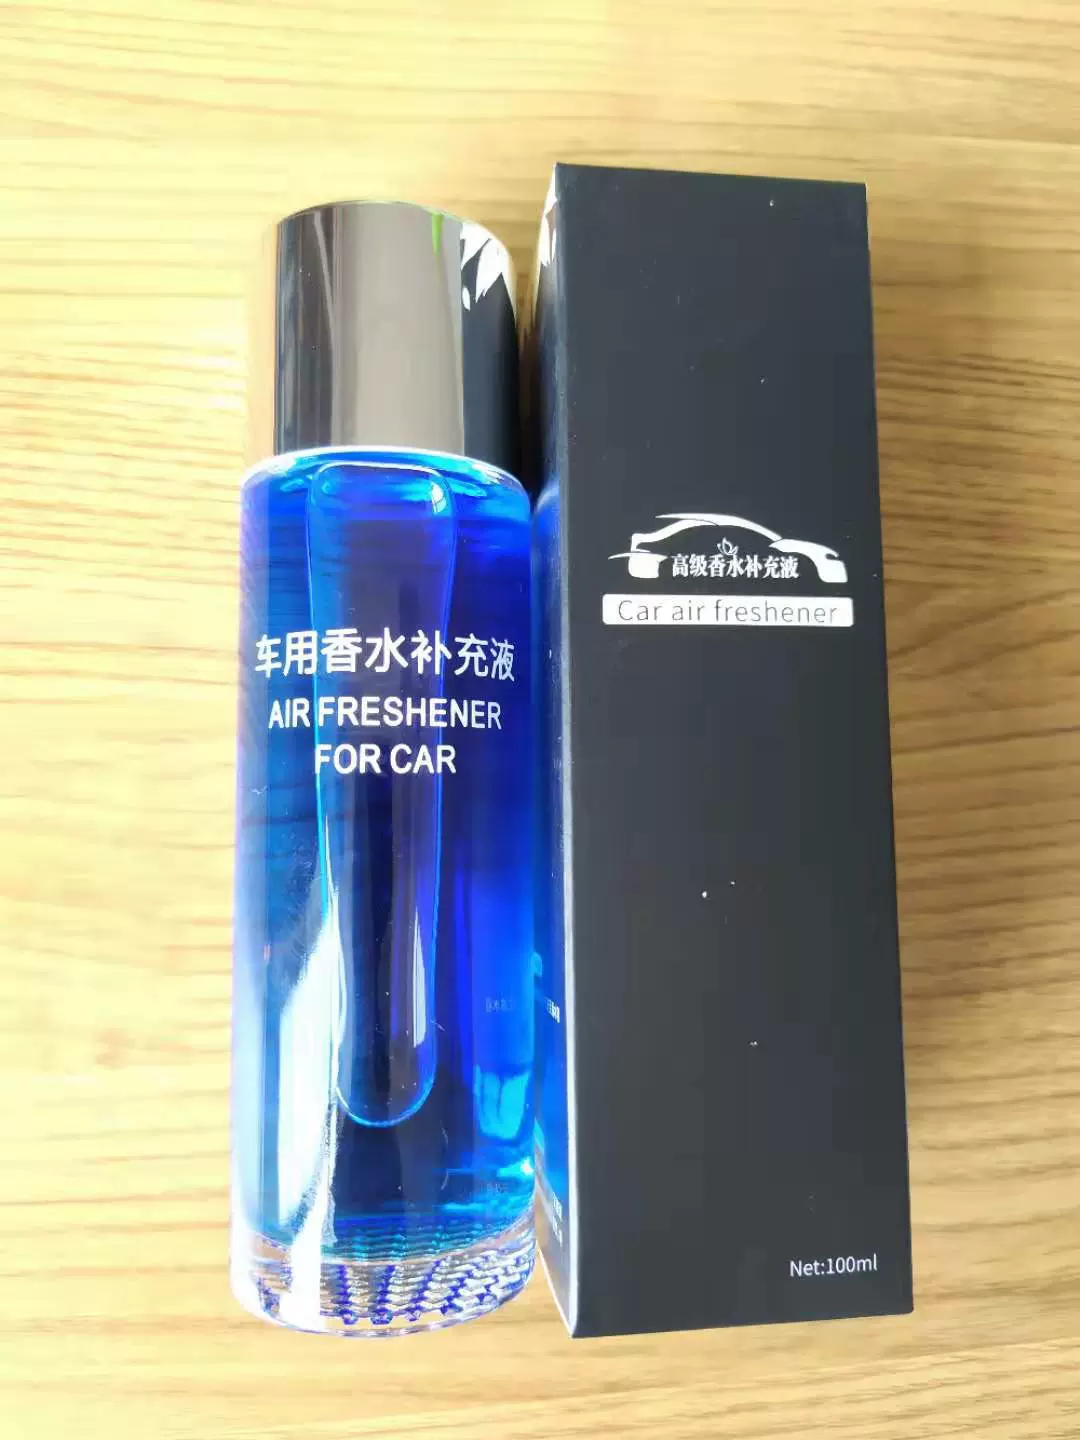 车用香水补充液
AIR FRESHENER
FOR CAR
高级香水补充液
Car air freshener
Net:100ml